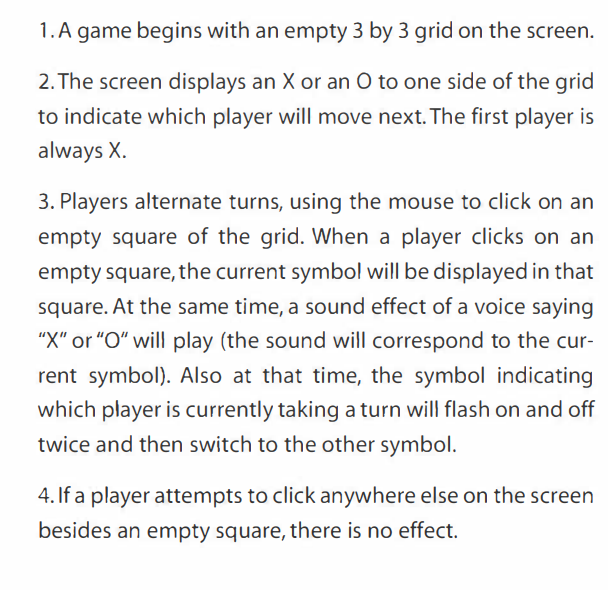 1. A game begins with an empty 3 by 3 grid on the screen.
2. The screen displays an X or an O to one side of the grid
to indicate which player will move next. The first player is
always X.
3. Players alternate turns, using the mouse to click on an
empty square of the grid. When a player clicks on an
empty square, the current symbol will be displayed in that
square. At the same time, a sound effect of a voice saying
“X” or “O” will play (the sound will correspond to the cur-
rent symbol). Also at that time, the symbol indicating
which player is currently taking a turn will flash on and off
twice and then switch to the other symbol.
4. If a player attempts to click anywhere else on the screen
besides an empty square, there is no effect.